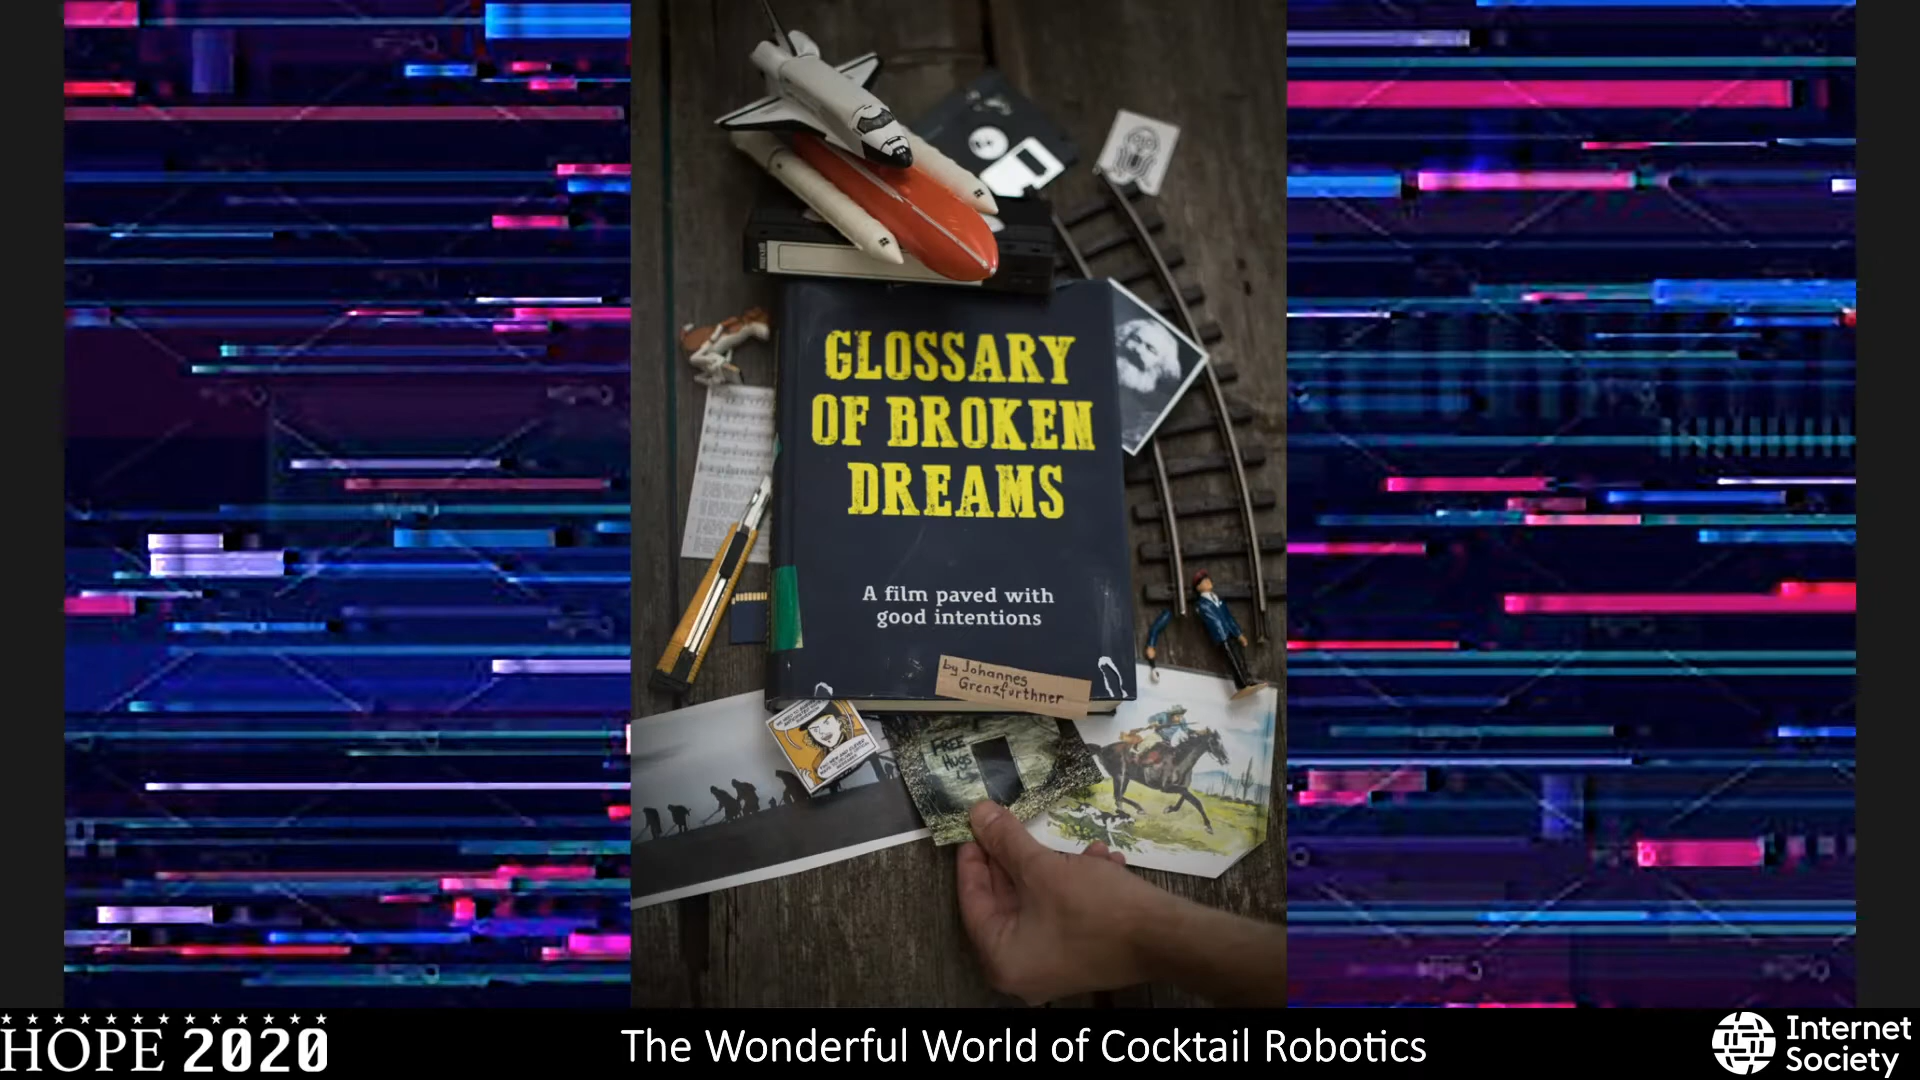 GLOSSARY
OF BROKEN
DREAMS
A film paved with
good intentions
by Johannes
Grenzfurthner
FREE
HUGS
HOPE 2020
The Wonderful World of Cocktail Robotics
Internet
Society